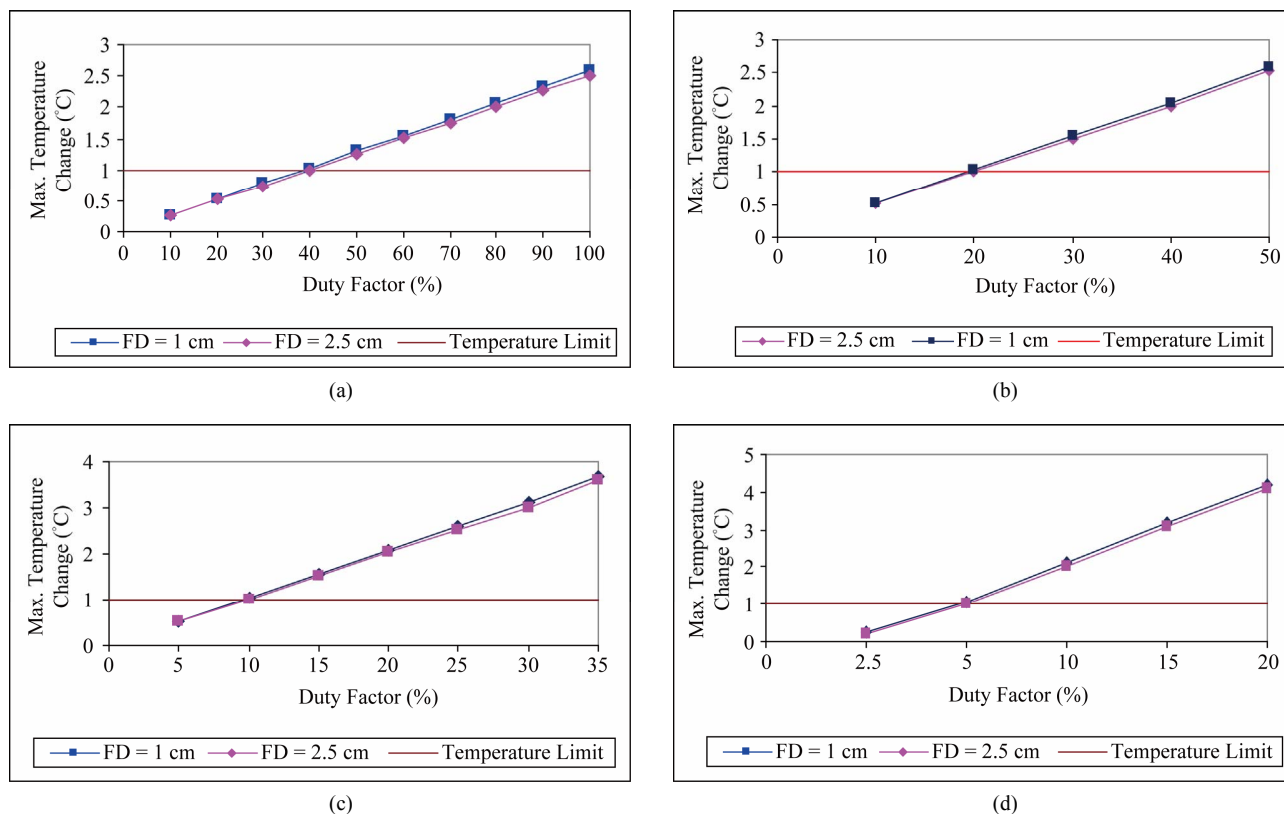 3
2.5
2
1.5
1
0.5
0
Max. Temperature
Change (°C)
0 10 20 30 40 50 60 70 80 90 100
Duty Factor (%)
FD = 1 cm FD = 2.5 cm Temperature Limit
(a)
3
2.5
2
1.5
1
0.5
0
Max. Temperature
Change (°C)
0 10 20 30 40 50
Duty Factor (%)
FD = 2.5 cm FD = 1 cm Temperature Limit
(b)
4
3
2
1
0
Max. Temperature
Change (°C)
0 5 10 15 20 25 30 35
Duty Factor (%)
FD = 1 cm FD = 2.5 cm Temperature Limit
(c)
5
4
3
2
1
0
Max. Temperature
Change (°C)
0 2.5 5 10 15 20
Duty Factor (%)
FD = 1 cm FD = 2.5 cm Temperature Limit
(d)